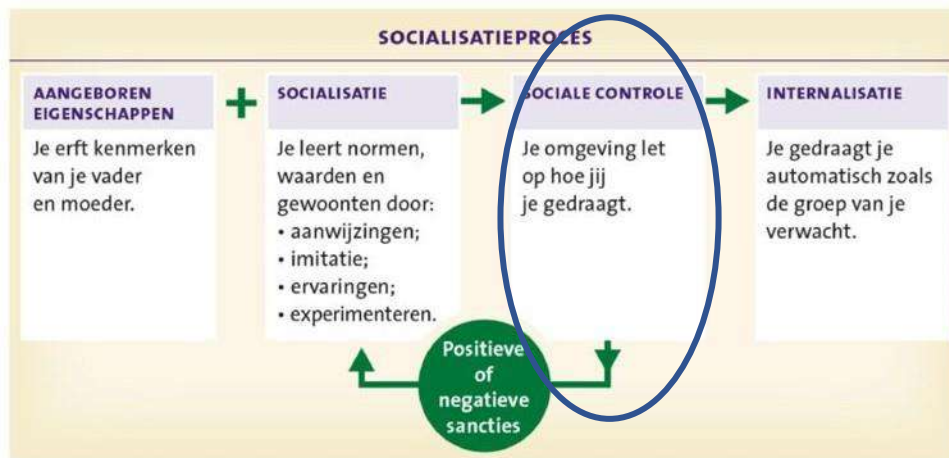 SOCIALISATIEPROCES
AANGEBOREN
EIGENSCHAPPEN
Je erft kenmerken
van je vader
en moeder.
+
SOCIALISATIE
Je leert normen,
waarden en
gewoonten door:
• aanwijzingen;
• imitatie;
• ervaringen;
• experimenteren.
SOCIALE CONTROLE
Je omgeving let
op hoe jij
je gedraagt.
INTERNALISATIE
Je gedraagt je
automatisch zoals
de groep van je
verwacht.
Positieve
of
negatieve
sancties